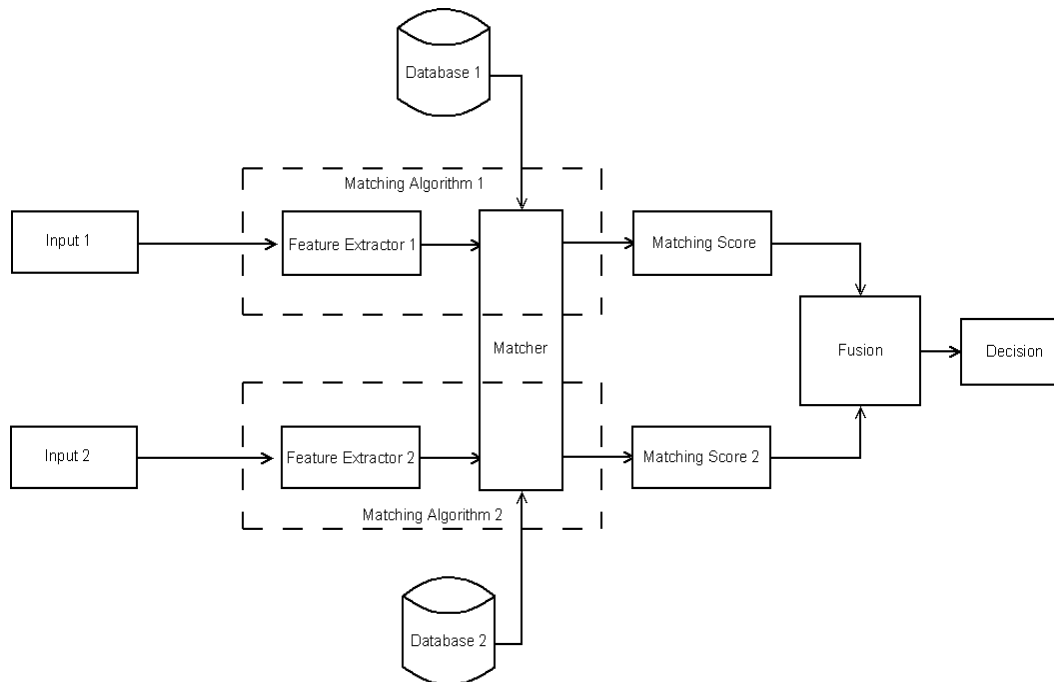 Database 1
Matching Algorithm 1
Input 1
Feature Extractor 1
Matching Score
Matcher
Fusion
Decision
Input 2
Feature Extractor 2
Matching Score 2
Matching Algorithm 2
Database 2